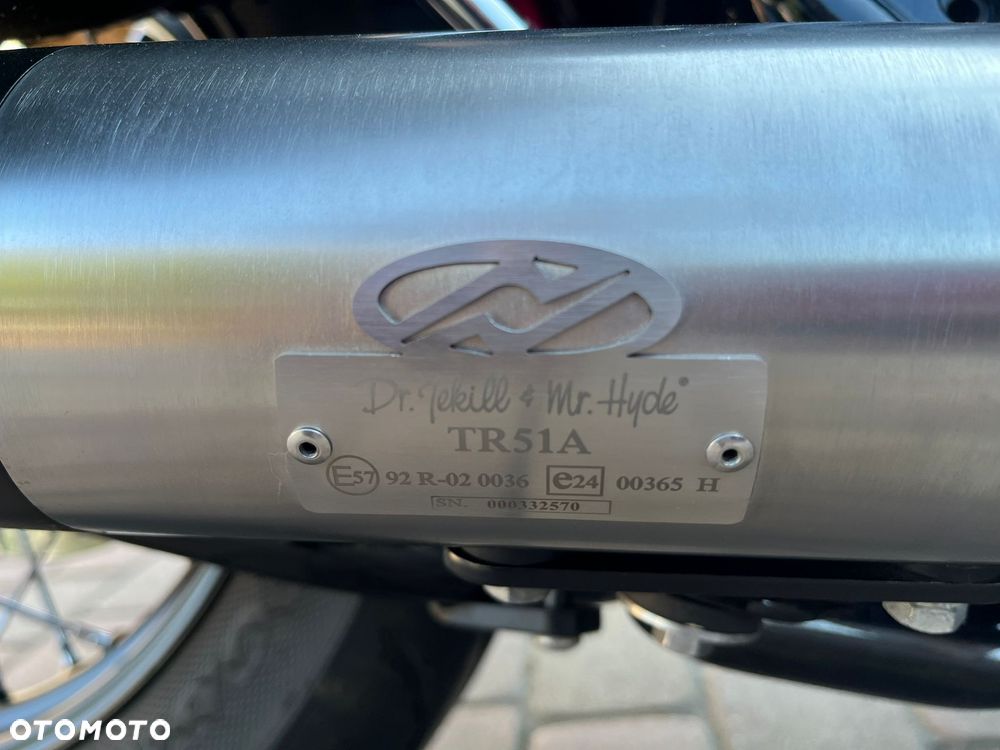 Dr. Jekill & Mr. Hyde®
TR51A
E57 92 R-02 0036 e24 00365 H
SN. 000332570
OTOMOTO